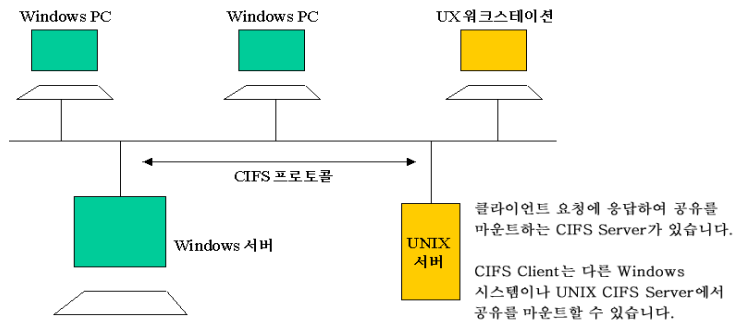 Windows PC
Windows PC
UX 워크스테이션
CIFS 프로토콜
Windows 서버
UNIX
서버
클라이언트 요청에 응답하여 공유를
마운트하는 CIFS Server가 있습니다.
CIFS Client는 다른 Windows
시스템이나 UNIX CIFS Server에서
공유를 마운트할 수 있습니다.